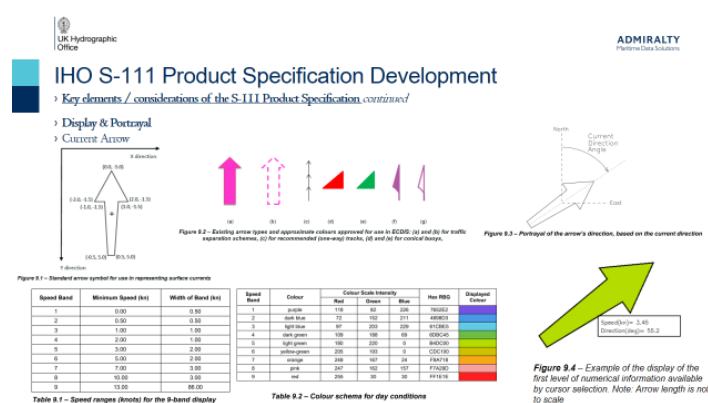 UK Hydrographic
Office
ADMIRALTY
Maritime Data Solutions
IHO S-111 Product Specification Development
› Key elements / considerations of the S-111 Product Specification continued
› Display & Portrayal
› Current Arrow
X direction
(0.0, -5.0)
(-2.0, -1.5) (2.0, -1.5)
(-1.0, -1.5) (1.0, -1.5)
(-0.5, 5.0) (0.5, 5.0)
Y direction
Figure 9.1 – Standard arrow symbol for use in representing surface currents
(a) (b) (c) (d) (e) (f) (g)
Figure 9.2 – Existing arrow types and approximate colours approved for use in ECDIS: (a) and (b) for traffic
separation schemes, (c) for recommended (one-way) tracks, (d) and (e) for conical buoys,
North
Current
Direction
Angle
East
Figure 9.3 – Portrayal of the arrow's direction, based on the current direction
Speed Band Minimum Speed (kn) Width of Band (kn)
1 0.00 0.50
2 0.50 0.50
3 1.00 1.00
4 2.00 1.00
5 3.00 2.00
6 5.00 2.00
7 7.00 3.00
8 10.00 3.00
9 13.00 86.00
Table 9.1 – Speed ranges (knots) for the 9-band display
Speed Band Colour Colour Scale Intensity Hex RBG Displayed Colour
Red Green Blue
1 purple 118 82 226 7652E2
2 dark blue 72 152 211 4898D3
3 light blue 97 203 229 61CBE5
4 dark green 109 188 69 6DBC45
5 light green 180 220 0 B4DC00
6 yellow-green 205 193 0 CDC100
7 orange 248 167 24 F8A718
8 pink 247 162 157 F7A29D
9 red 255 30 30 FF1E1E
Table 9.2 – Colour schema for day conditions
Speed(kn)= 3.45
Direction(deg)= 55.2
Figure 9.4 – Example of the display of the
first level of numerical information available
by cursor selection. Note: Arrow length is not
to scale